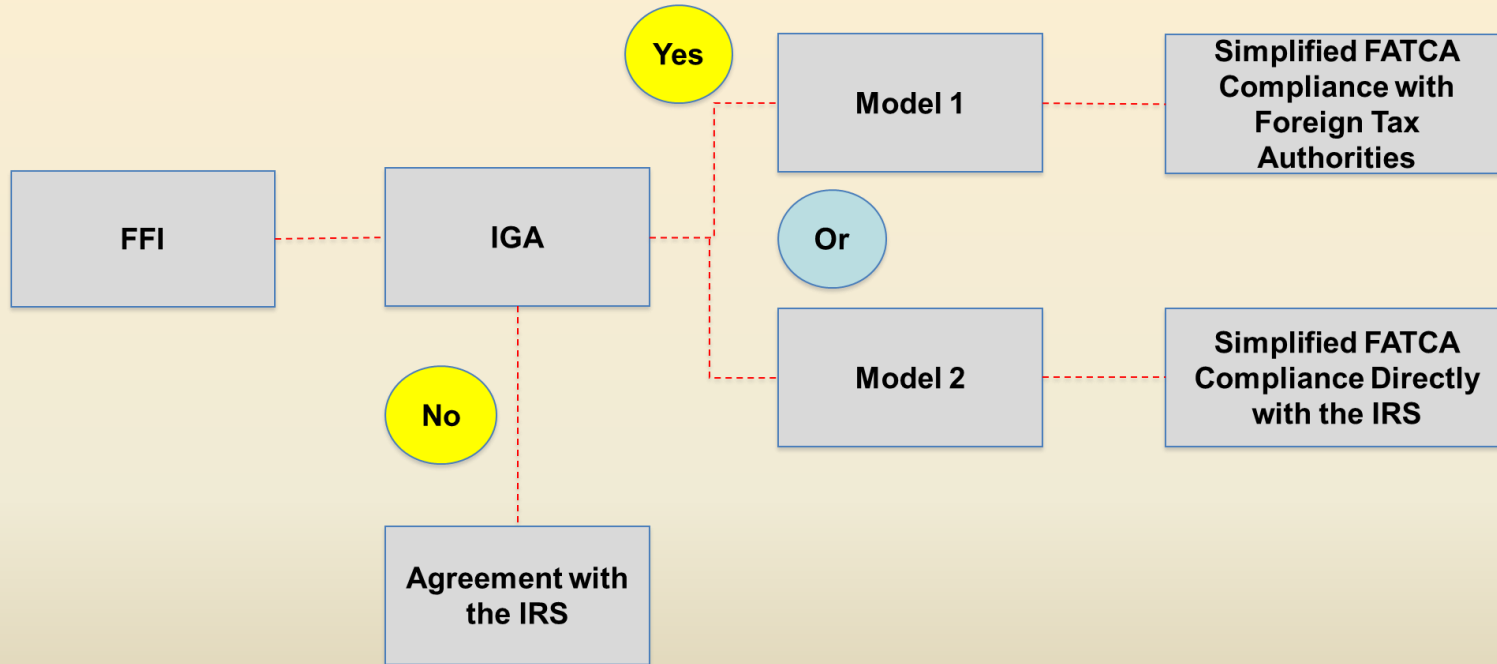 Yes
Model 1
Simplified FATCA
Compliance with
Foreign Tax
Authorities
FFI
IGA
Or
Model 2
Simplified FATCA
Compliance Directly
with the IRS
No
Agreement with
the IRS